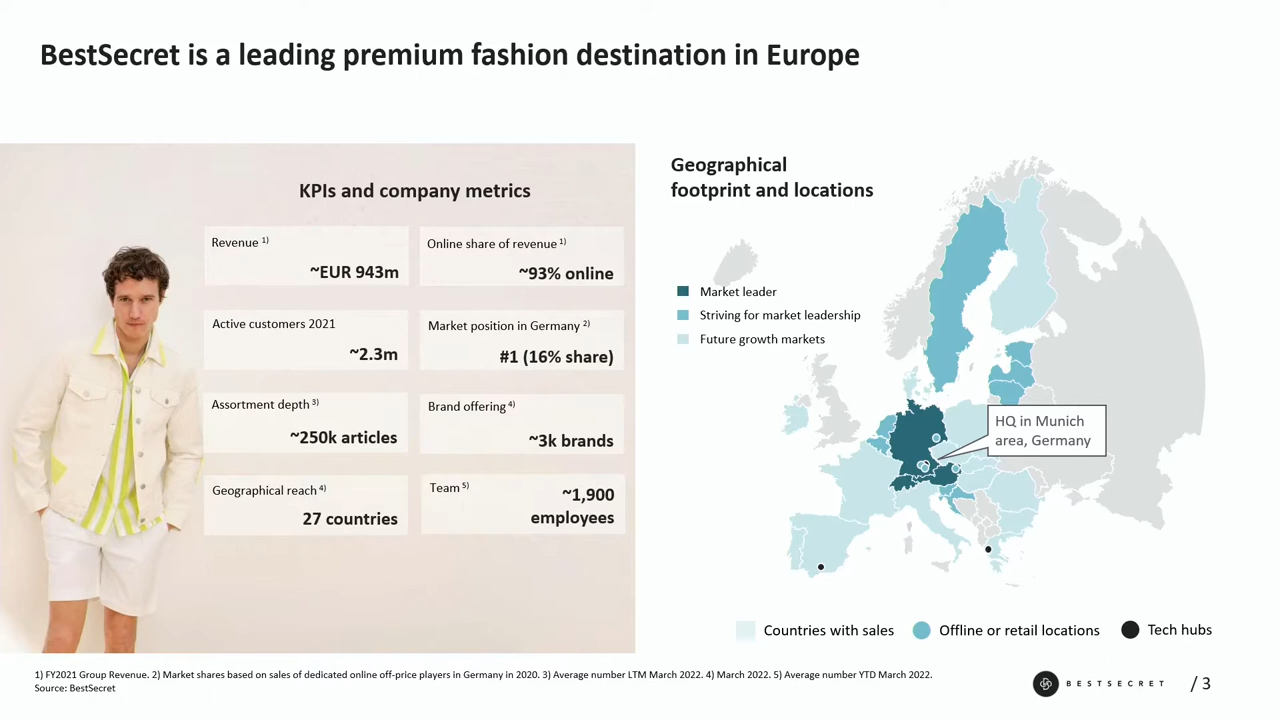 BestSecret is a leading premium fashion destination in Europe
KPIs and company metrics
Revenue 1)
~EUR 943m
Online share of revenue 1)
~93% online
Active customers 2021
~2.3m
Market position in Germany 2)
#1 (16% share)
Assortment depth 3)
~250k articles
Brand offering 4)
~3k brands
Geographical reach 4)
27 countries
Team 5)
~1,900
employees
Geographical
footprint and locations
Market leader
Striving for market leadership
Future growth markets
HQ in Munich
area, Germany
Countries with sales
Offline or retail locations
Tech hubs
1) FY2021 Group Revenue. 2) Market shares based on sales of dedicated online off-price players in Germany in 2020. 3) Average number LTM March 2022. 4) March 2022. 5) Average number YTD March 2022.
Source: BestSecret
BESTSECRET
/ 3